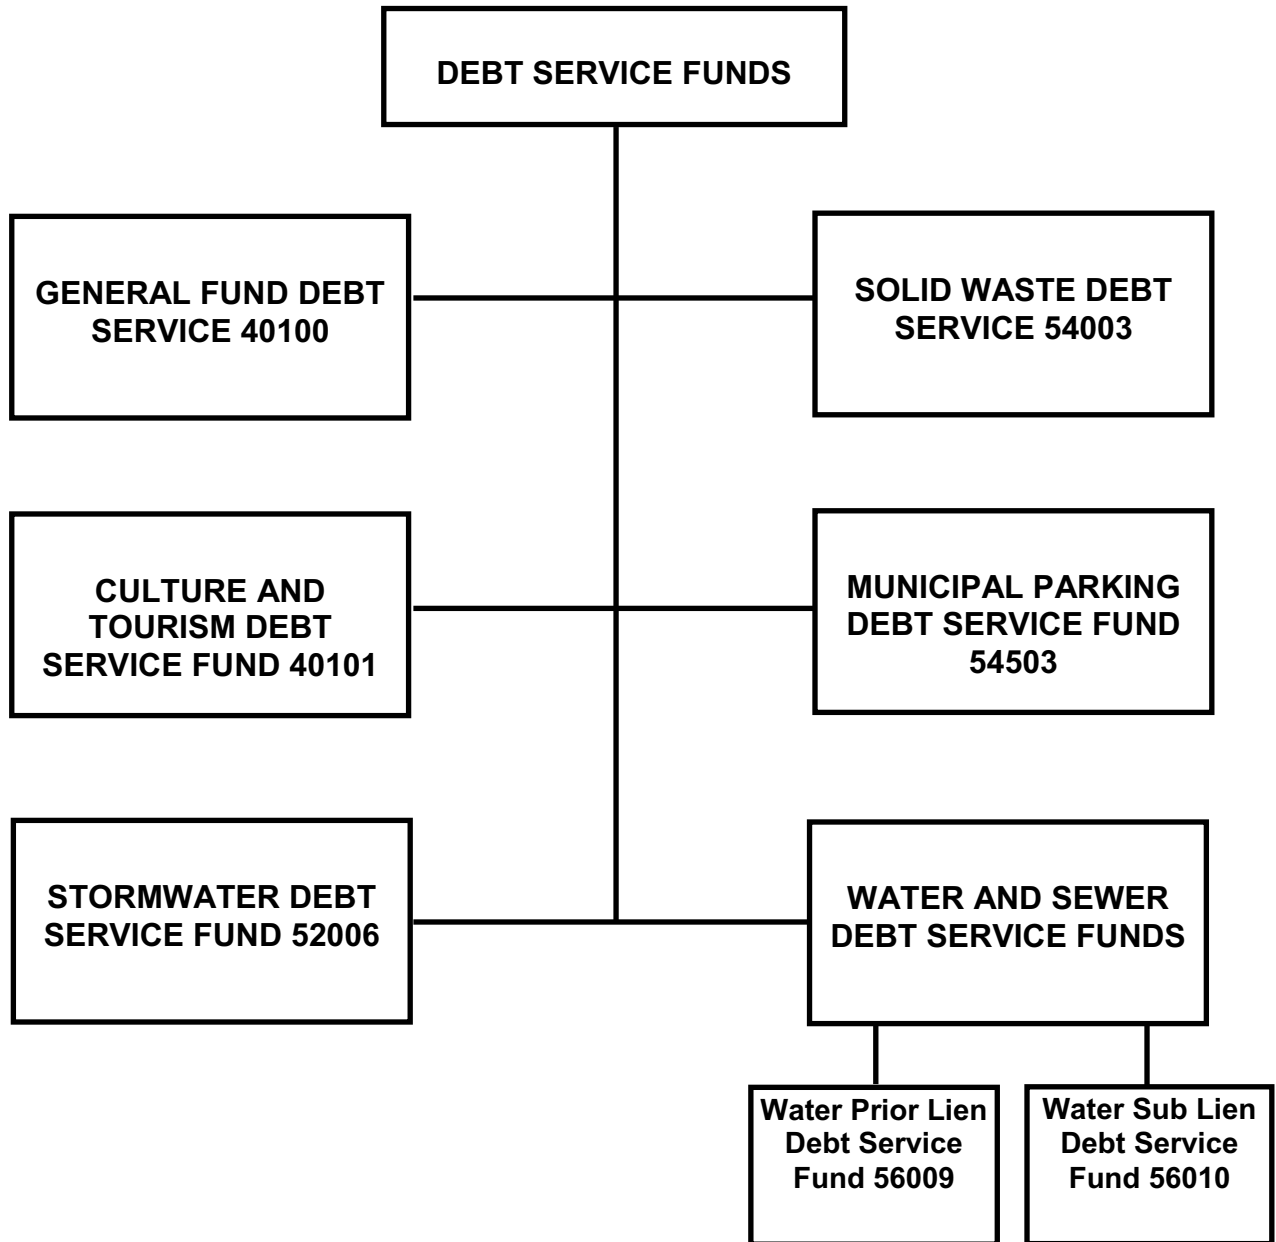 DEBT SERVICE FUNDS
GENERAL FUND DEBT
SERVICE 40100
SOLID WASTE DEBT
SERVICE 54003
CULTURE AND
TOURISM DEBT
SERVICE FUND 40101
MUNICIPAL PARKING
DEBT SERVICE FUND
54503
STORMWATER DEBT
SERVICE FUND 52006
WATER AND SEWER
DEBT SERVICE FUNDS
Water Prior Lien
Debt Service
Fund 56009
Water Sub Lien
Debt Service
Fund 56010